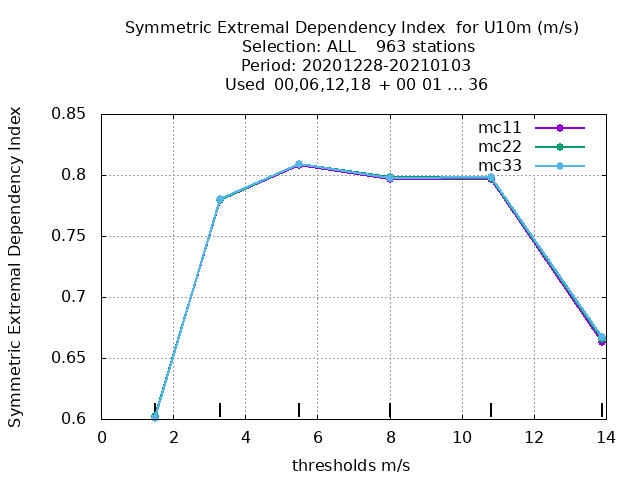 Symmetric Extremal Dependency Index  for U10m (m/s)
Selection: ALL    963 stations
Period: 20201228-20210103
Used  00,06,12,18  + 00 01 ... 36
Symmetric Extremal Dependency Index
0.85
0.8
0.75
0.7
0.65
0.6
mc11
mc22
mc33
0 2 4 6 8 10 12 14
thresholds m/s